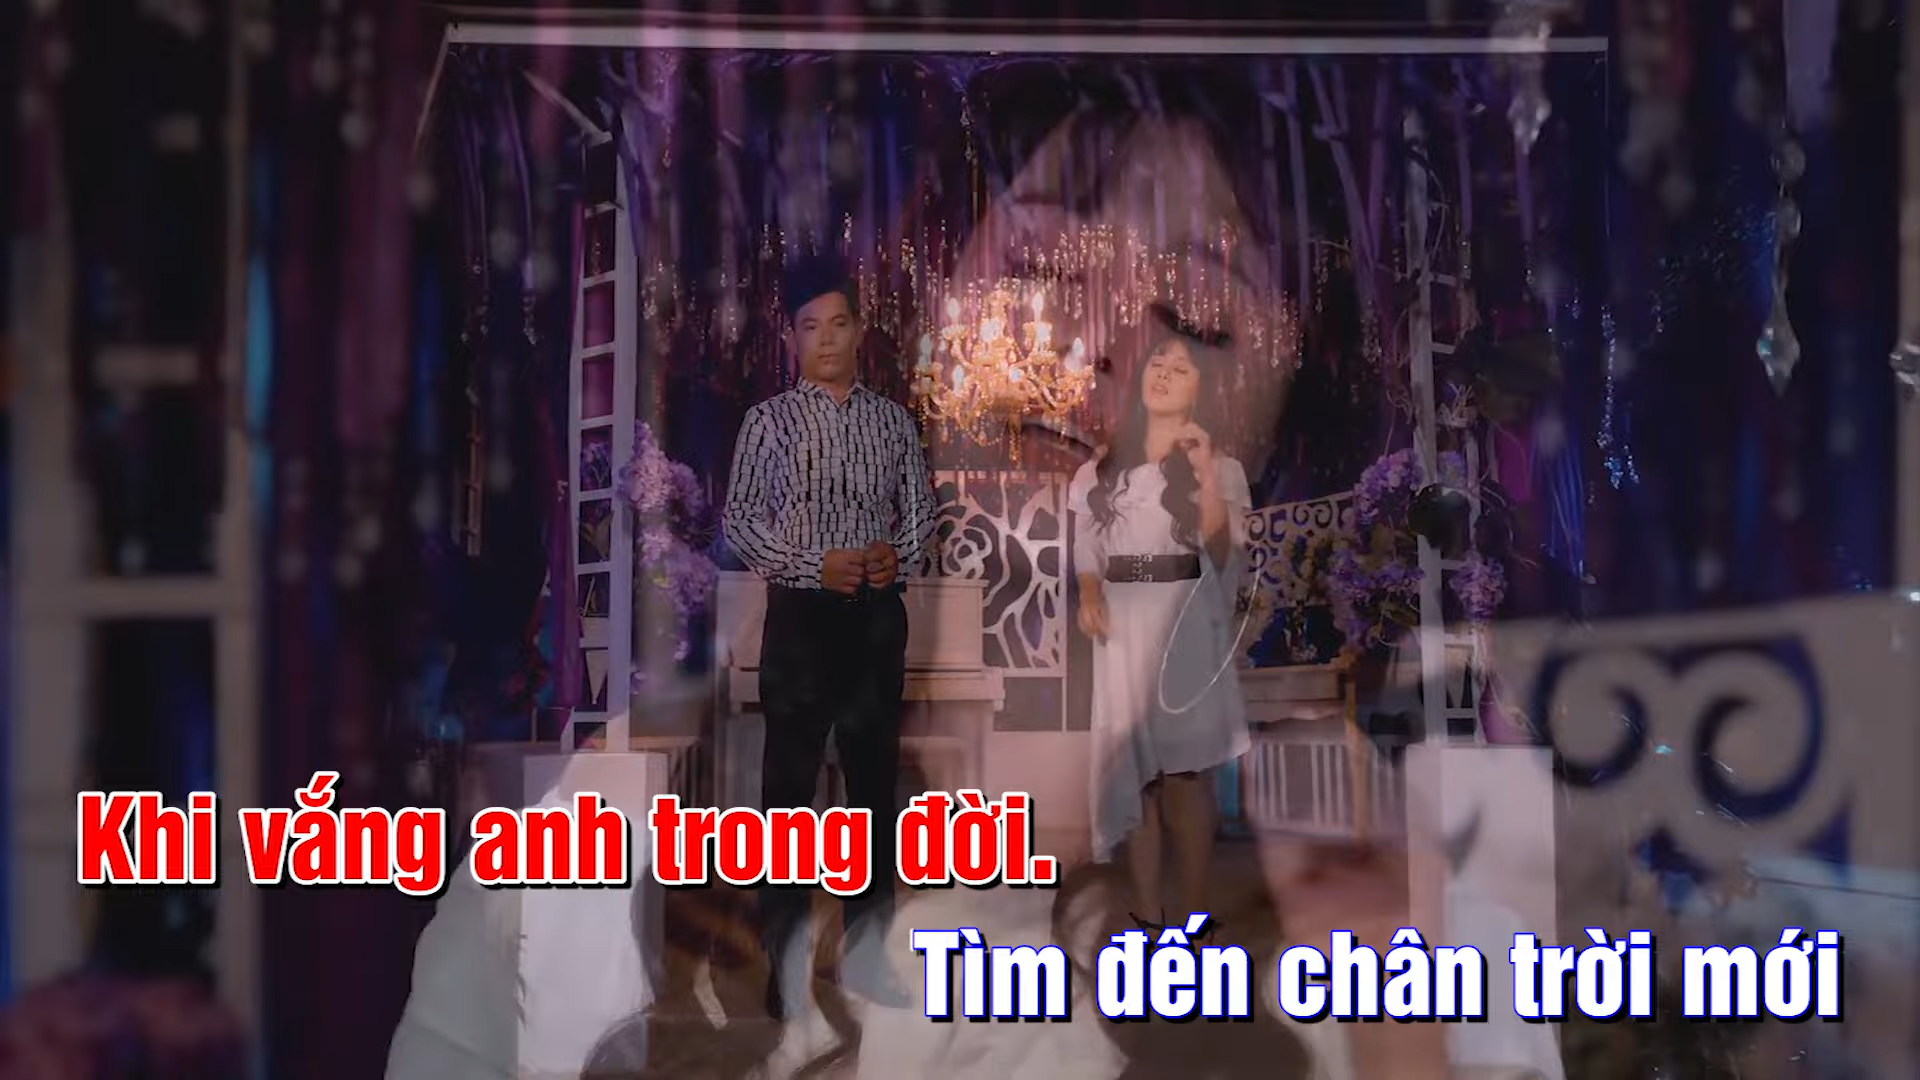 Khi vắng anh trong đời.
Tìm đến chân trời mới